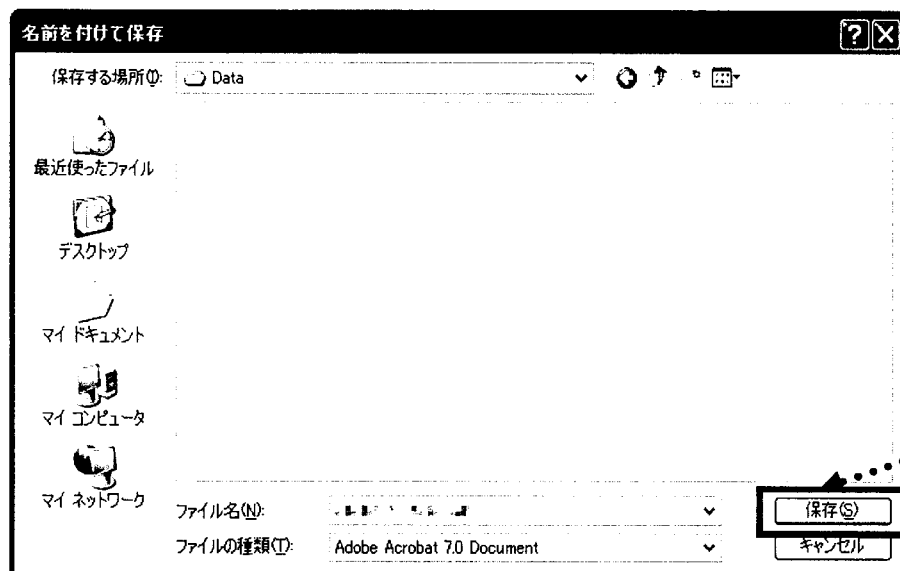 名前を付けて保存
保存する場所(I):
Data
最近使ったファイル
デスクトップ
マイ ドキュメント
マイ コンピュータ
マイ ネットワーク
ファイル名(N):
保存(S)
ファイルの種類(T):
Adobe Acrobat 7.0 Document
キャンセル